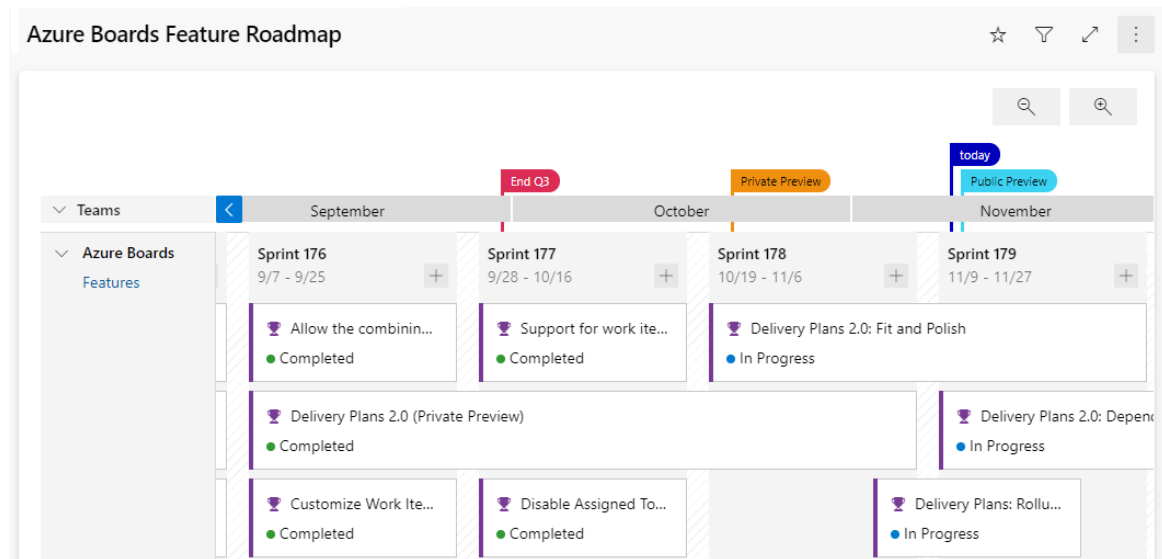 Azure Boards Feature Roadmap
today
End Q3
Private Preview
Public Preview
Teams
September
October
November
Azure Boards
Features
Sprint 176
9/7 - 9/25
Sprint 177
9/28 - 10/16
Sprint 178
10/19 - 11/6
Sprint 179
11/9 - 11/27
Allow the combinin...
Completed
Support for work ite...
Completed
Delivery Plans 2.0: Fit and Polish
In Progress
Delivery Plans 2.0 (Private Preview)
Completed
Delivery Plans 2.0: Depen
In Progress
Customize Work Ite...
Completed
Disable Assigned To...
Completed
Delivery Plans: Rollu...
In Progress